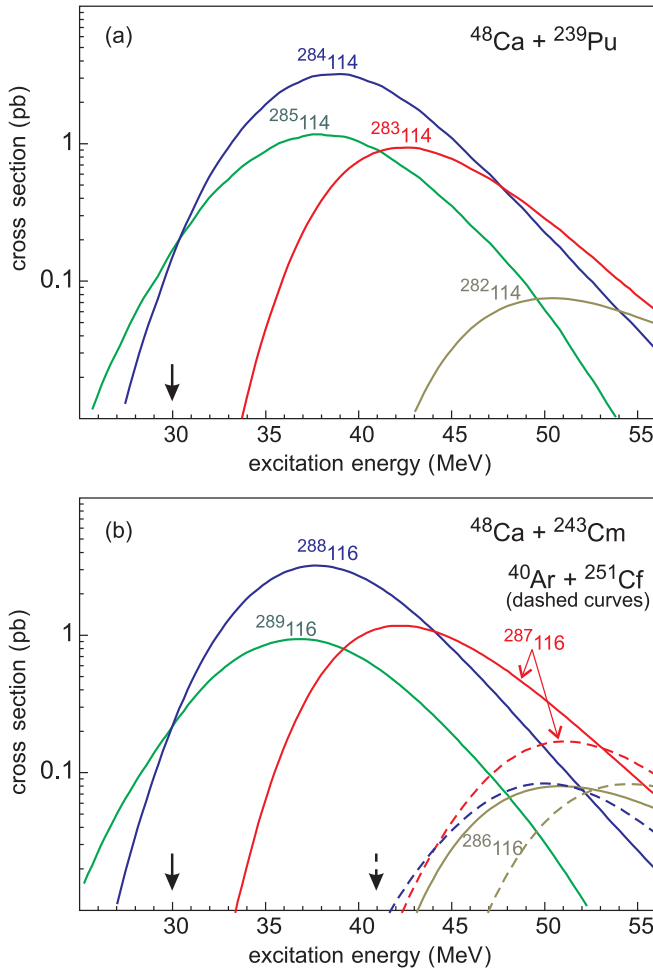 (a)
⁴⁸Ca + ²³⁹Pu
²⁸⁴114
²⁸⁵114
²⁸³114
²⁸²114
cross section (pb)
1
0.1
30 35 40 45 50 55
excitation energy (MeV)
(b)
⁴⁸Ca + ²⁴³Cm
⁴⁰Ar + ²⁵¹Cf
(dashed curves)
²⁸⁸116
²⁸⁹116
²⁸⁷116
²⁸⁶116
cross section (pb)
1
0.1
30 35 40 45 50 55
excitation energy (MeV)